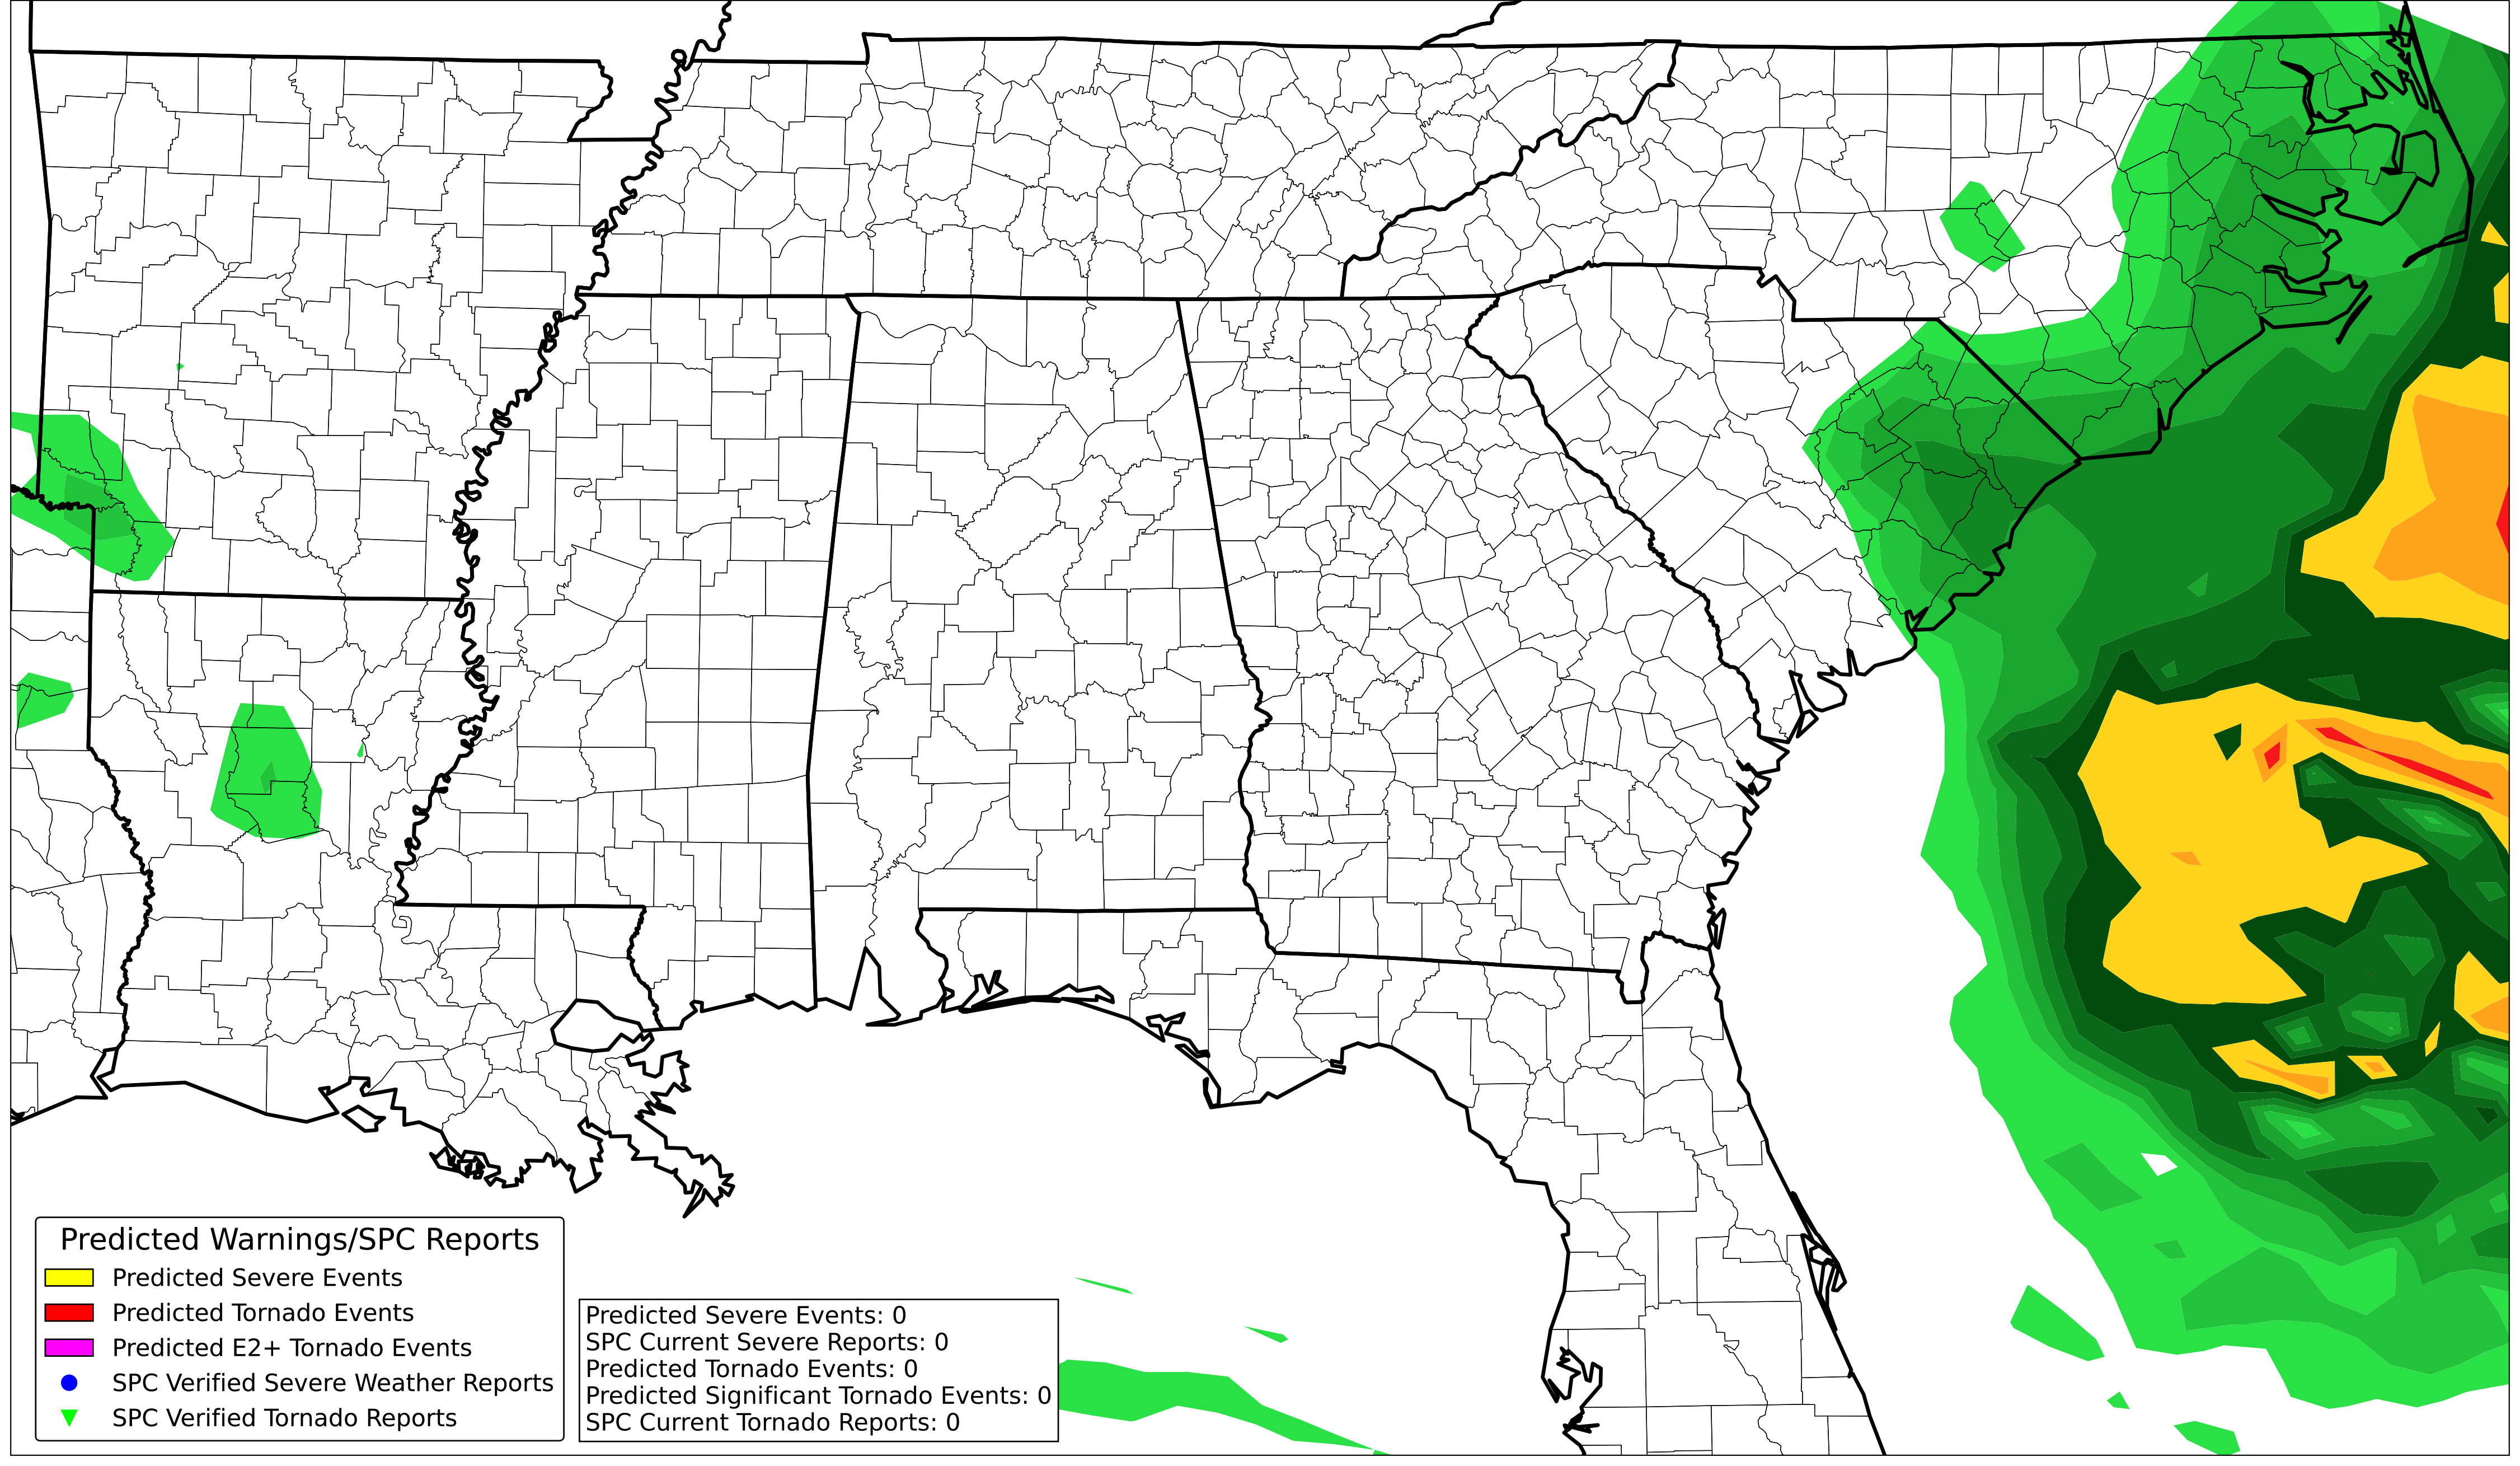 Predicted Warnings/SPC Reports
Predicted Severe Events
Predicted Tornado Events
Predicted E2+ Tornado Events
SPC Verified Severe Weather Reports
SPC Verified Tornado Reports
Predicted Severe Events: 0
SPC Current Severe Reports: 0
Predicted Tornado Events: 0
Predicted Significant Tornado Events: 0
SPC Current Tornado Reports: 0